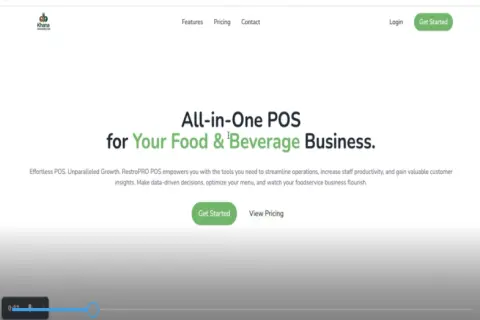 Khana
Features Pricing Contact Login Get Started
All-in-One POS
for Your Food & Beverage Business.
Effortless POS. Unparalleled Growth. RestroPRO POS empowers you with the tools you need to streamline operations, increase staff productivity, and gain valuable customer
insights. Make data-driven decisions, optimize your menu, and watch your foodservice business flourish.
Get Started View Pricing